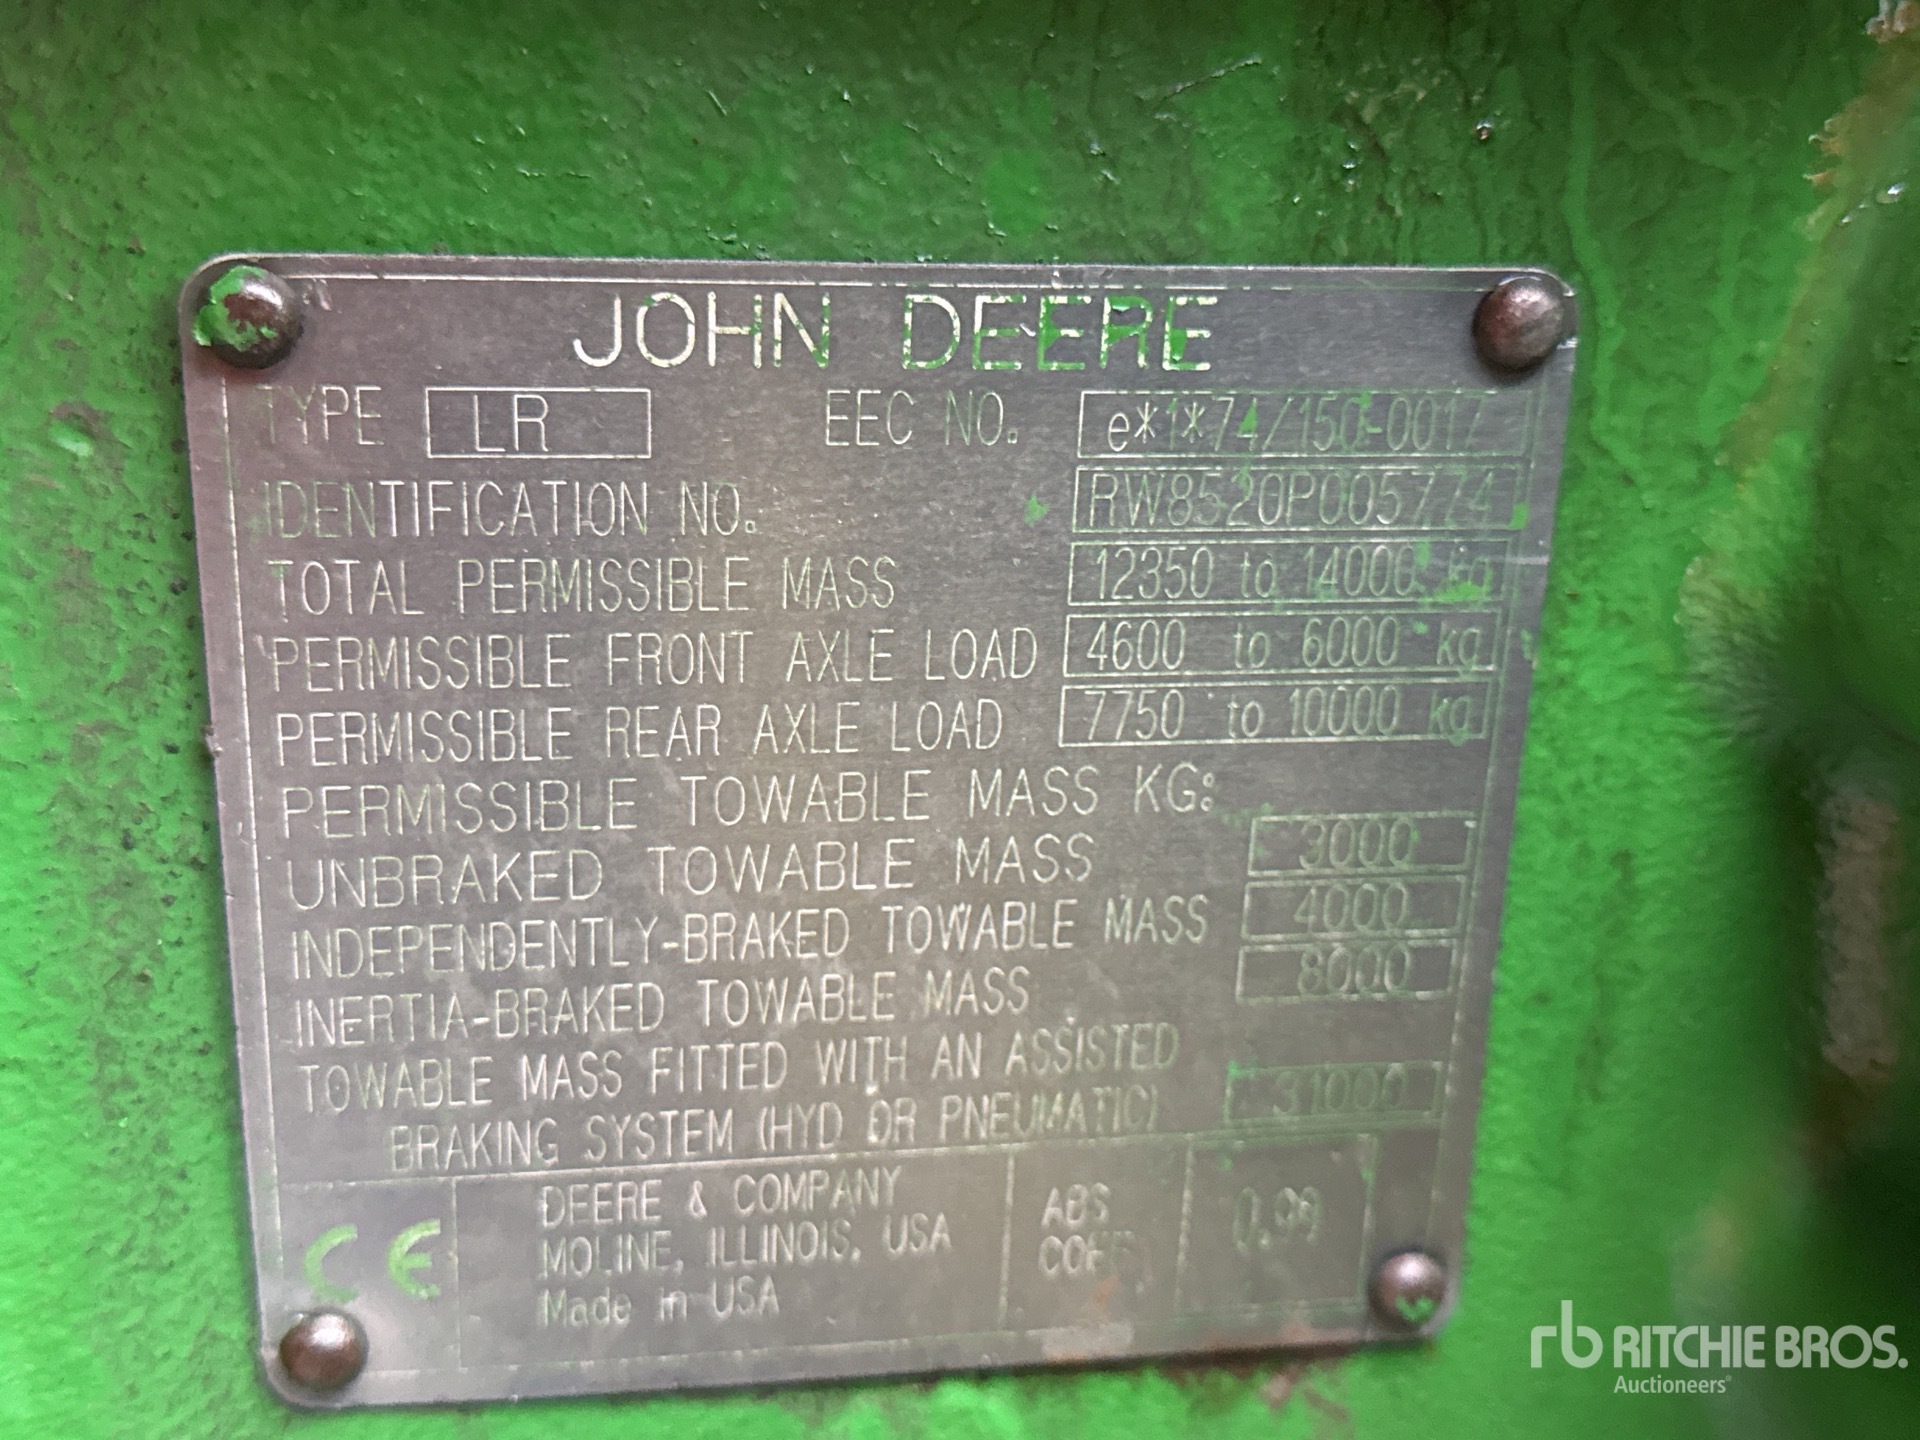 JOHN DEERE
TYPE LR EEC NO. e*1*74/150-0017
IDENTIFICATION NO. RW8520P005774
TOTAL PERMISSIBLE MASS 12350 to 14000 kg
PERMISSIBLE FRONT AXLE LOAD 4600 to 6000 kg
PERMISSIBLE REAR AXLE LOAD 7750 to 10000 kg
PERMISSIBLE TOWABLE MASS KG:
UNBRAKED TOWABLE MASS 3000
INDEPENDENTLY-BRAKED TOWABLE MASS 4000
INERTIA-BRAKED TOWABLE MASS 8000
TOWABLE MASS FITTED WITH AN ASSISTED
BRAKING SYSTEM (HYD OR PNEUMATIC) 31000
CE
DEERE & COMPANY
MOLINE, ILLINOIS, USA
Made in USA
ABS
rb RITCHIE BROS.
Auctioneers®